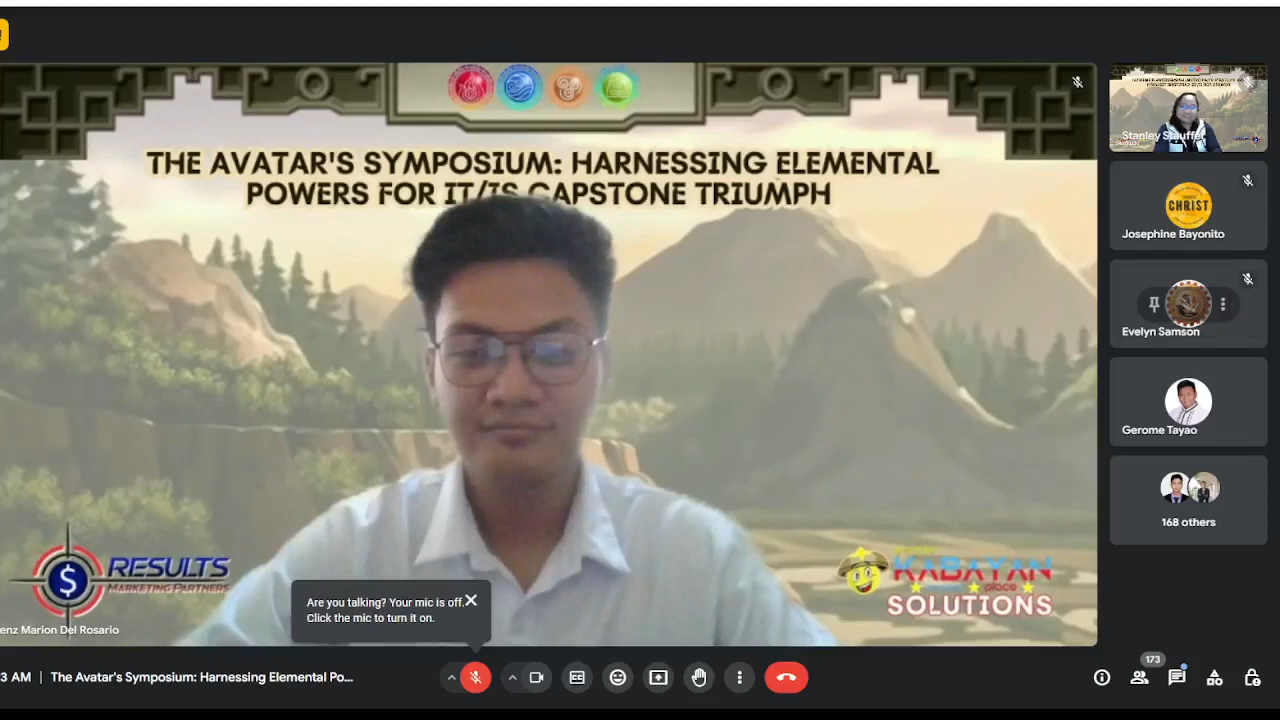 THE AVATAR'S SYMPOSIUM: HARNESSING ELEMENTAL
POWERS FOR IT/IS CAPSTONE TRIUMPH
Stanley Stauffer
CHRIST
Josephine Bayonito
Evelyn Samson
Gerome Tayao
168 others
$ RESULTS
MARKETING PARTNERS
KABAYAN
place
SOLUTIONS
enz Marion Del Rosario
Are you talking? Your mic is off.
Click the mic to turn it on.
3 AM | The Avatar's Symposium: Harnessing Elemental Po...
173